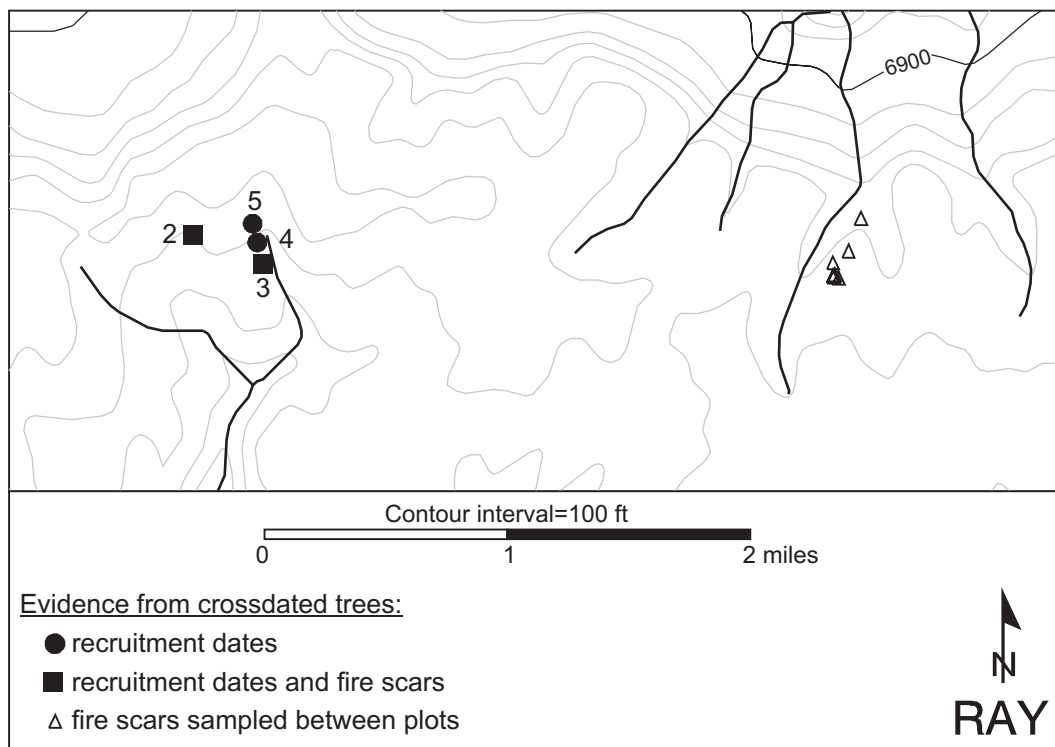 6900
5
2
4
3
Contour interval=100 ft
0 1 2 miles
Evidence from crossdated trees:
recruitment dates
recruitment dates and fire scars
fire scars sampled between plots
N
RAY